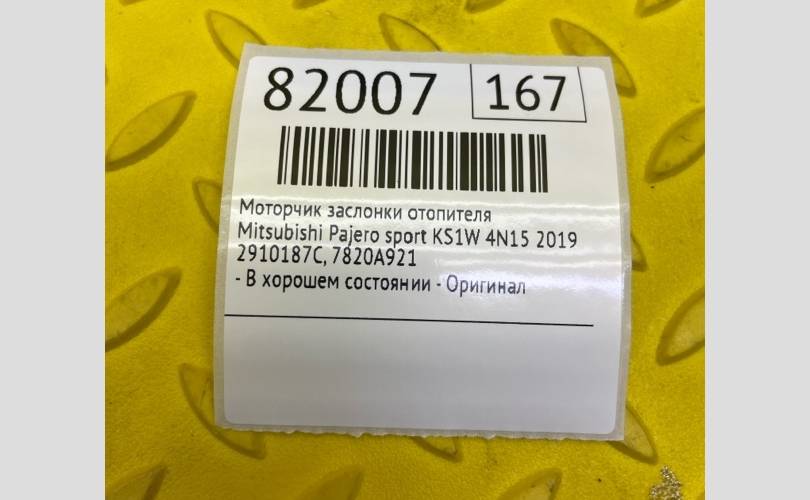 82007 167
Моторчик заслонки отопителя
Mitsubishi Pajero sport KS1W 4N15 2019
2910187C, 7820A921
- В хорошем состоянии - Оригинал